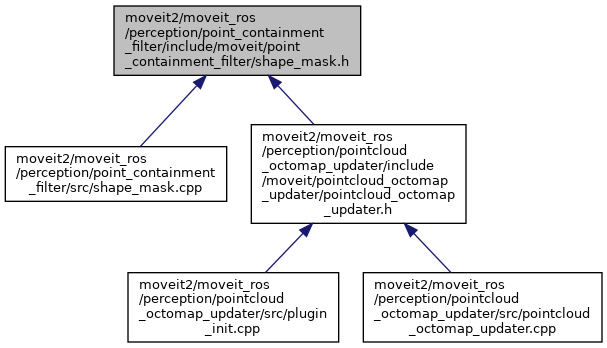 moveit2/moveit_ros
/perception/point_containment
_filter/include/moveit/point
_containment_filter/shape_mask.h
moveit2/moveit_ros
/perception/point_containment
_filter/src/shape_mask.cpp
moveit2/moveit_ros
/perception/pointcloud
_octomap_updater/include
/moveit/pointcloud_octomap
_updater/pointcloud_octomap
_updater.h
moveit2/moveit_ros
/perception/pointcloud
_octomap_updater/src/plugin
_init.cpp
moveit2/moveit_ros
/perception/pointcloud
_octomap_updater/src/pointcloud
_octomap_updater.cpp